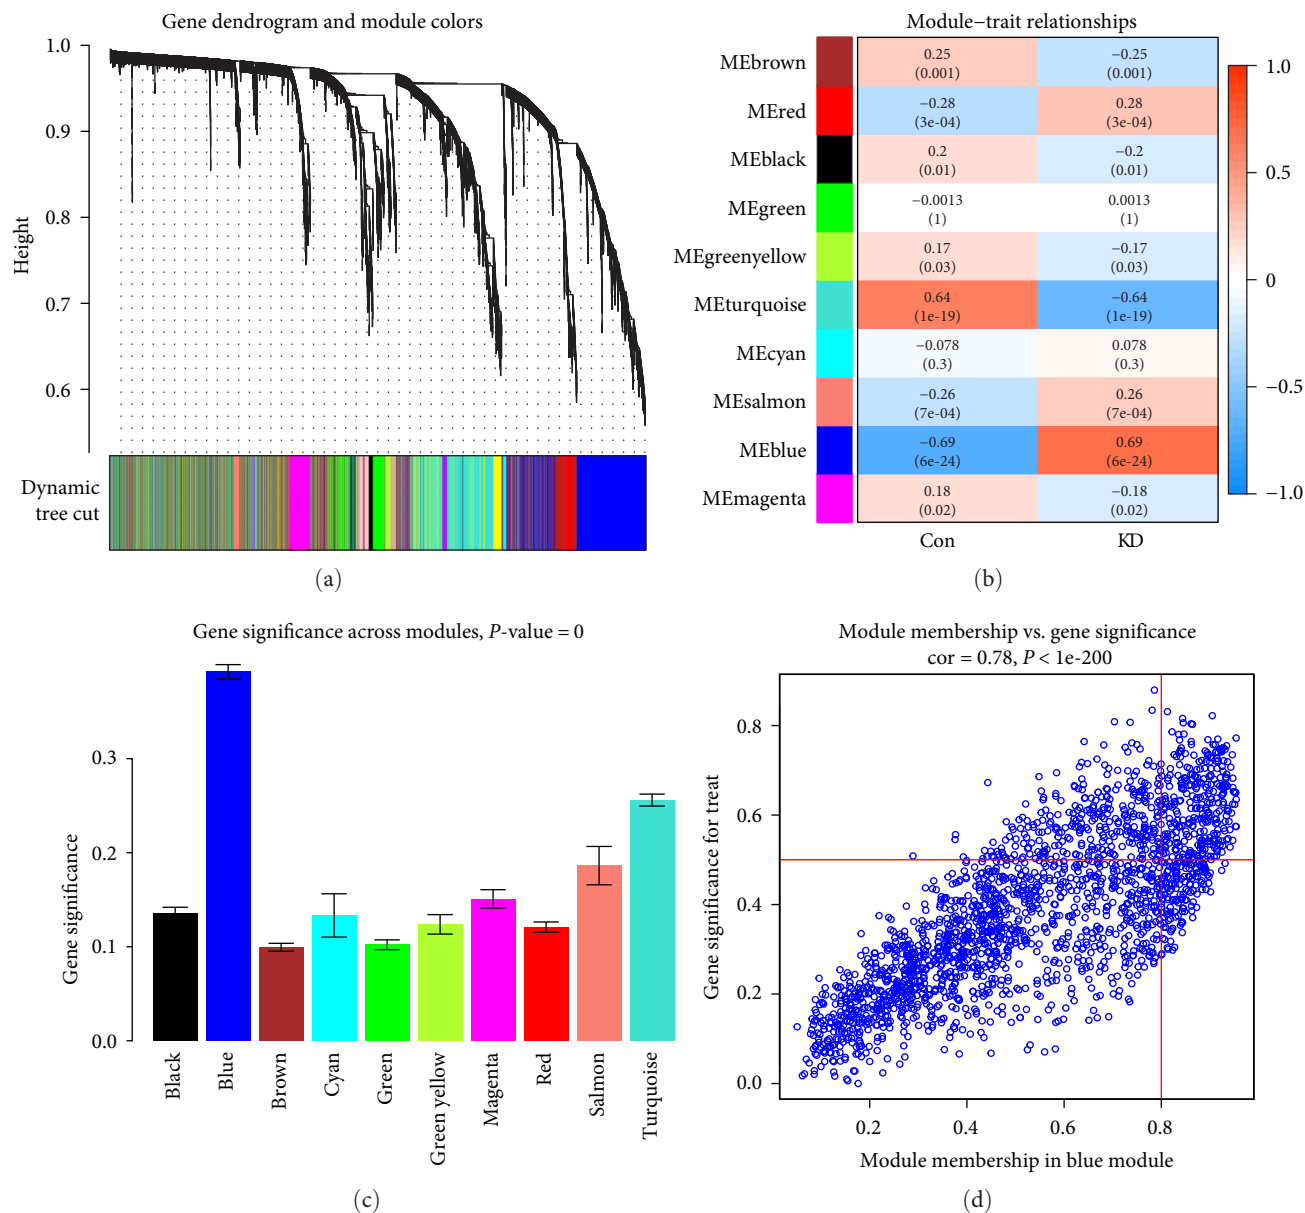 Gene dendrogram and module colors
1.0
0.9
0.8
0.7
0.6
Height
Dynamic
tree cut
(a)
Module−trait relationships
MEbrown
0.25
(0.001)
−0.25
(0.001)
MEred
−0.28
(3e-04)
0.28
(3e-04)
MEblack
0.2
(0.01)
−0.2
(0.01)
MEgreen
−0.0013
(1)
0.0013
(1)
MEgreenyellow
0.17
(0.03)
−0.17
(0.03)
MEturquoise
0.64
(1e-19)
−0.64
(1e-19)
MEcyan
−0.078
(0.3)
0.078
(0.3)
MEsalmon
−0.26
(7e-04)
0.26
(7e-04)
MEblue
−0.69
(6e-24)
0.69
(6e-24)
MEmagenta
0.18
(0.02)
−0.18
(0.02)
Con
KD
1.0
0.5
0
−0.5
−1.0
(b)
Gene significance across modules, P-value = 0
0.3
0.2
0.1
0.0
Gene significance
Black
Blue
Brown
Cyan
Green
Green yellow
Magenta
Red
Salmon
Turquoise
(c)
Module membership vs. gene significance
cor = 0.78, P < 1e-200
0.8
0.6
0.4
0.2
0.0
Gene significance for treat
0.2
0.4
0.6
0.8
Module membership in blue module
(d)